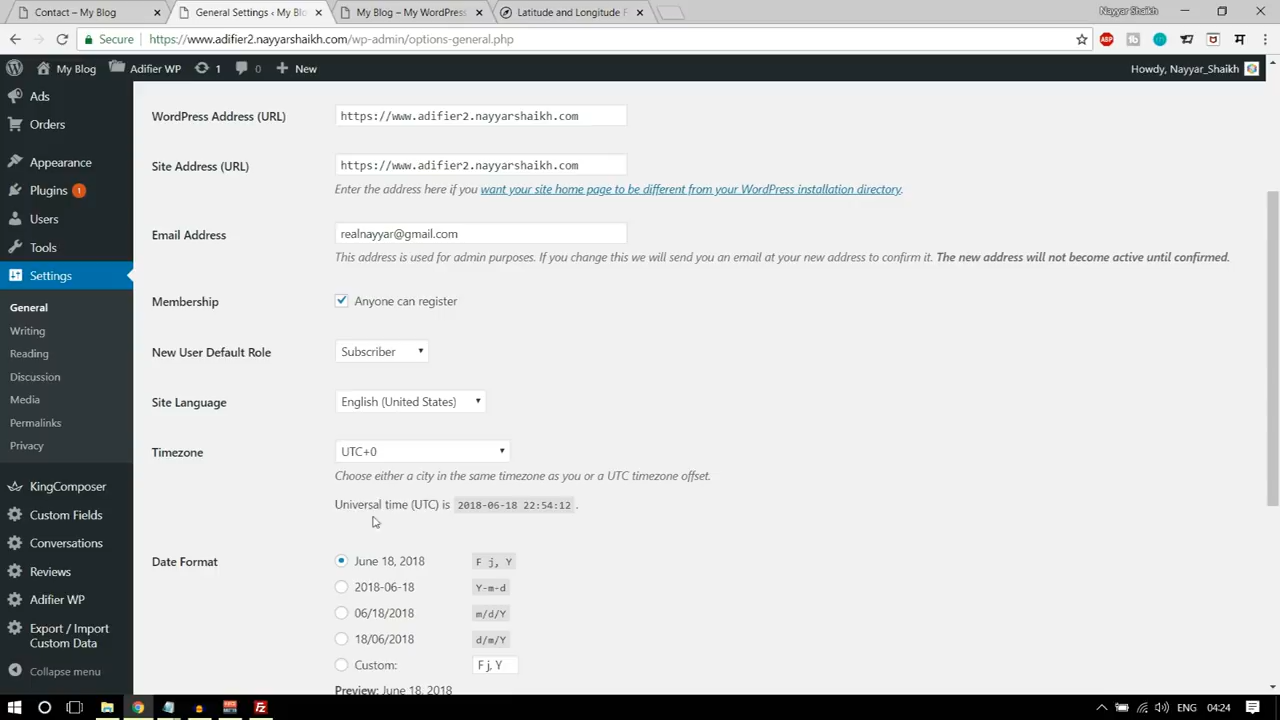 Contact – My Blog
General Settings ‹ My Blo
My Blog – My WordPress
Latitude and Longitude F
Nayyar Shaikh
Secure
https://www.adifier2.nayyarshaikh.com/wp-admin/options-general.php
My Blog
Adifier WP
1
0
New
Howdy, Nayyar_Shaikh
Ads
Orders
Appearance
Plugins 1
Users
Tools
Settings
General
Writing
Reading
Discussion
Media
Permalinks
Privacy
KingComposer
Custom Fields
Conversations
Reviews
Adifier WP
Export / Import
Custom Data
Collapse menu
WordPress Address (URL)
https://www.adifier2.nayyarshaikh.com
Site Address (URL)
https://www.adifier2.nayyarshaikh.com
Enter the address here if you want your site home page to be different from your WordPress installation directory.
Email Address
realnayyar@gmail.com
This address is used for admin purposes. If you change this we will send you an email at your new address to confirm it. The new address will not become active until confirmed.
Membership
Anyone can register
New User Default Role
Subscriber
Site Language
English (United States)
Timezone
UTC+0
Choose either a city in the same timezone as you or a UTC timezone offset.
Universal time (UTC) is 2018-06-18 22:54:12 .
Date Format
June 18, 2018 F j, Y
2018-06-18 Y-m-d
06/18/2018 m/d/Y
18/06/2018 d/m/Y
Custom: F j, Y
Preview: June 18, 2018
ENG
04:24